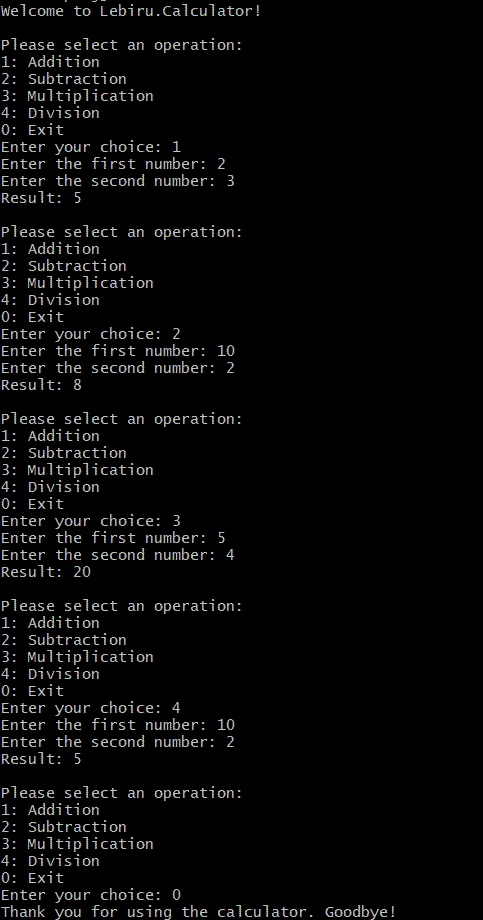 Welcome to Lebiru.Calculator!
Please select an operation:
1: Addition
2: Subtraction
3: Multiplication
4: Division
0: Exit
Enter your choice: 1
Enter the first number: 2
Enter the second number: 3
Result: 5
Please select an operation:
1: Addition
2: Subtraction
3: Multiplication
4: Division
0: Exit
Enter your choice: 2
Enter the first number: 10
Enter the second number: 2
Result: 8
Please select an operation:
1: Addition
2: Subtraction
3: Multiplication
4: Division
0: Exit
Enter your choice: 3
Enter the first number: 5
Enter the second number: 4
Result: 20
Please select an operation:
1: Addition
2: Subtraction
3: Multiplication
4: Division
0: Exit
Enter your choice: 4
Enter the first number: 10
Enter the second number: 2
Result: 5
Please select an operation:
1: Addition
2: Subtraction
3: Multiplication
4: Division
0: Exit
Enter your choice: 0
Thank you for using the calculator. Goodbye!